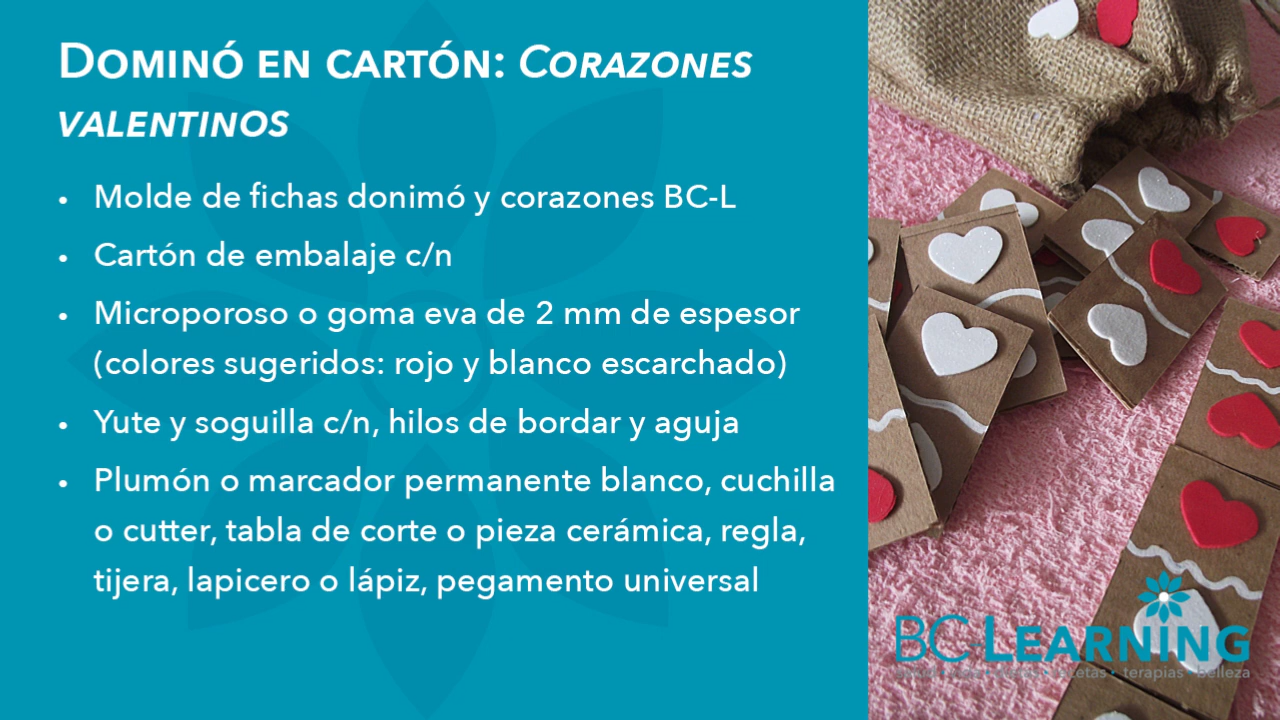 Dominó en cartón: Corazones
valentinos
• Molde de fichas donimó y corazones BC-L
• Cartón de embalaje c/n
• Microporoso o goma eva de 2 mm de espesor
(colores sugeridos: rojo y blanco escarchado)
• Yute y soguilla c/n, hilos de bordar y aguja
• Plumón o marcador permanente blanco, cuchilla
o cutter, tabla de corte o pieza cerámica, regla,
tijera, lapicero o lápiz, pegamento universal
BC-Learning
terapias • belleza